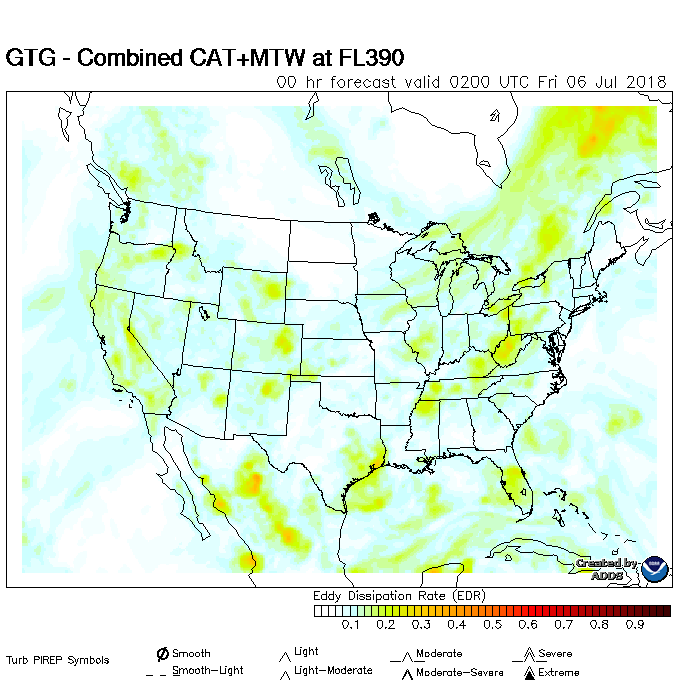 GTG - Combined CAT+MTW at FL390
00 hr forecast valid 0200 UTC Fri 06 Jul 2018
Created by
ADDS
Eddy Dissipation Rate (EDR)
0.1 0.2 0.3 0.4 0.5 0.6 0.7 0.8 0.9
Turb PIREP Symbols
Smooth
Light
Moderate
Severe
Smooth-Light
Light-Moderate
Moderate-Severe
Extreme